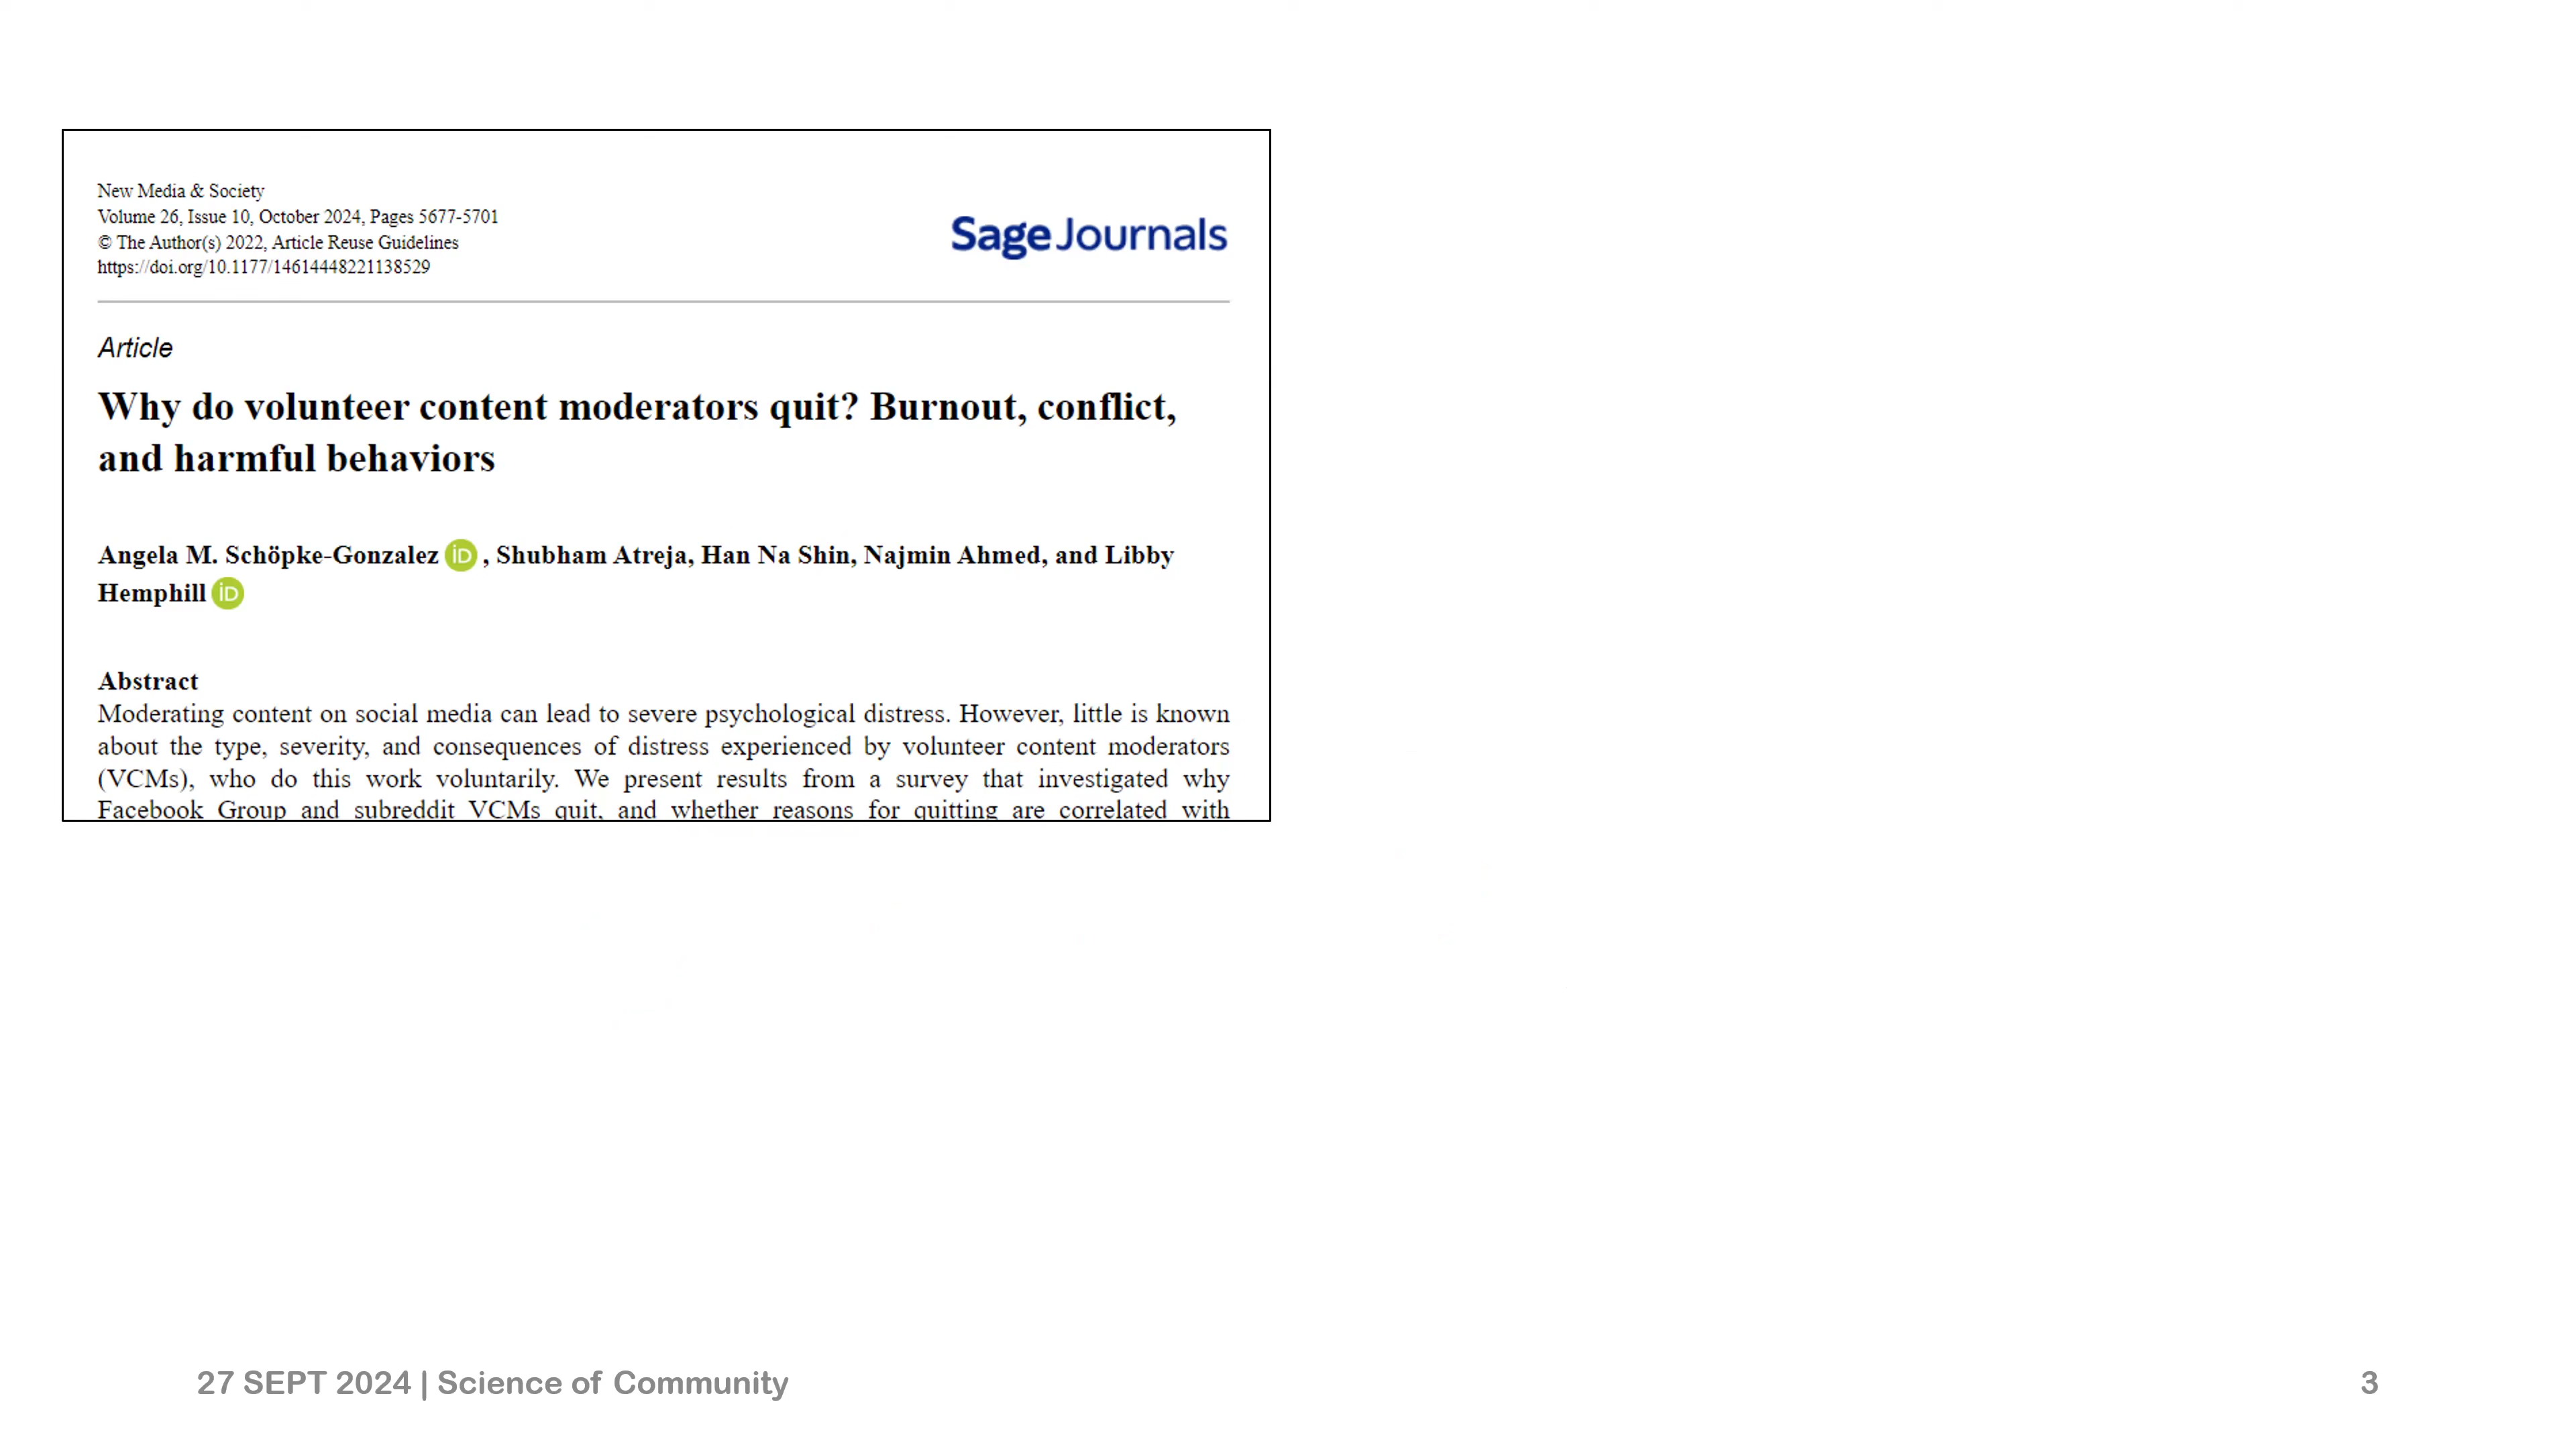 New Media & Society
Volume 26, Issue 10, October 2024, Pages 5677-5701
© The Author(s) 2022, Article Reuse Guidelines
https://doi.org/10.1177/14614448221138529
Sage Journals
Article
Why do volunteer content moderators quit? Burnout, conflict,
and harmful behaviors
Angela M. Schöpke-Gonzalez iD , Shubham Atreja, Han Na Shin, Najmin Ahmed, and Libby
Hemphill iD
Abstract
Moderating content on social media can lead to severe psychological distress. However, little is known
about the type, severity, and consequences of distress experienced by volunteer content moderators
(VCMs), who do this work voluntarily. We present results from a survey that investigated why
Facebook Group and subreddit VCMs quit, and whether reasons for quitting are correlated with
27 SEPT 2024 | Science of Community
3